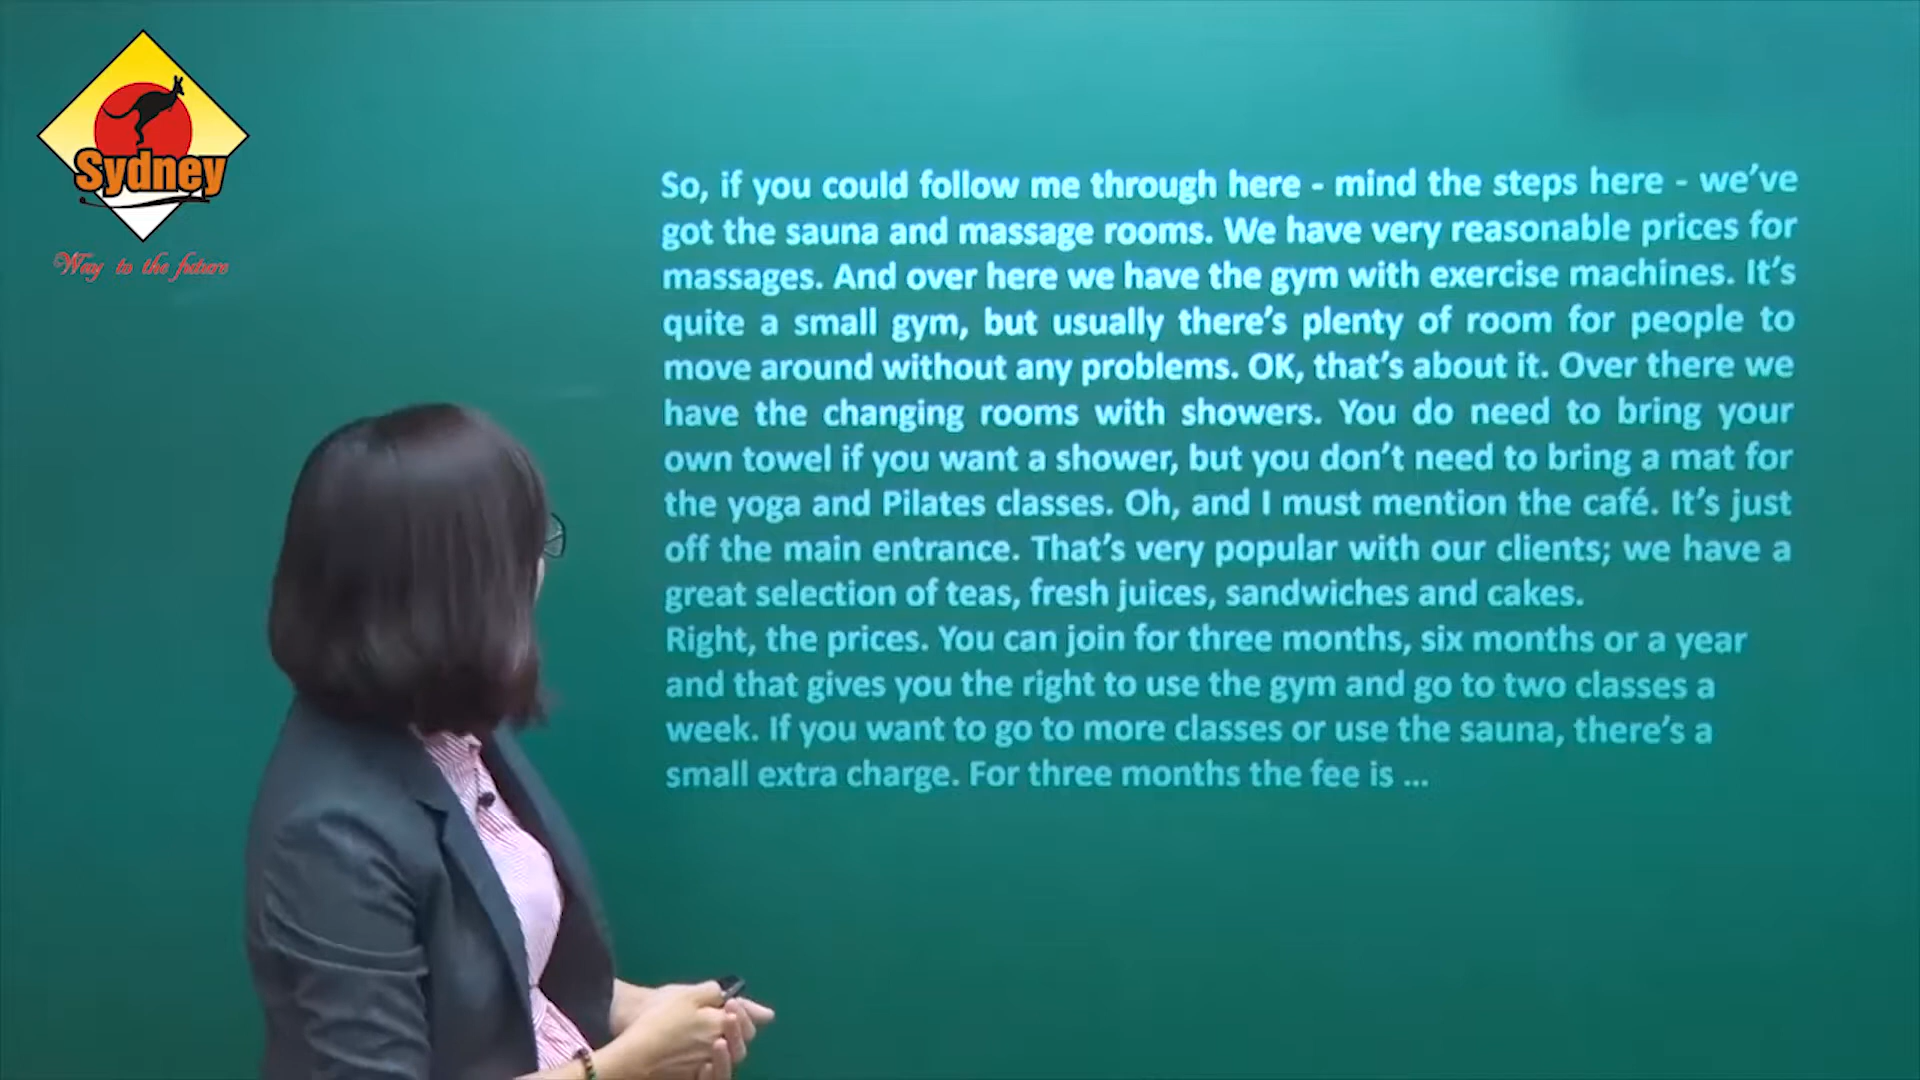 Sydney
Way to the future
So, if you could follow me through here - mind the steps here - we’ve
got the sauna and massage rooms. We have very reasonable prices for
massages. And over here we have the gym with exercise machines. It’s
quite a small gym, but usually there’s plenty of room for people to
move around without any problems. OK, that’s about it. Over there we
have the changing rooms with showers. You do need to bring your
own towel if you want a shower, but you don’t need to bring a mat for
the yoga and Pilates classes. Oh, and I must mention the café. It’s just
off the main entrance. That’s very popular with our clients; we have a
great selection of teas, fresh juices, sandwiches and cakes.
Right, the prices. You can join for three months, six months or a year
and that gives you the right to use the gym and go to two classes a
week. If you want to go to more classes or use the sauna, there’s a
small extra charge. For three months the fee is ...